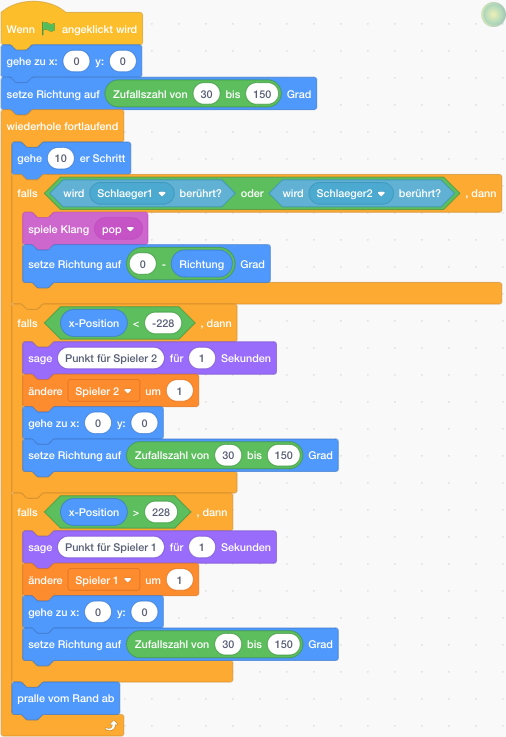 Wenn angeklickt wird
gehe zu x: 0 y: 0
setze Richtung auf Zufallszahl von 30 bis 150 Grad
wiederhole fortlaufend
gehe 10 er Schritt
falls wird Schlaeger1 berührt? oder wird Schlaeger2 berührt? , dann
spiele Klang pop
setze Richtung auf 0 - Richtung Grad
falls x-Position < -228 , dann
sage Punkt für Spieler 2 für 1 Sekunden
ändere Spieler 2 um 1
gehe zu x: 0 y: 0
setze Richtung auf Zufallszahl von 30 bis 150 Grad
falls x-Position > 228 , dann
sage Punkt für Spieler 1 für 1 Sekunden
ändere Spieler 1 um 1
gehe zu x: 0 y: 0
setze Richtung auf Zufallszahl von 30 bis 150 Grad
pralle vom Rand ab